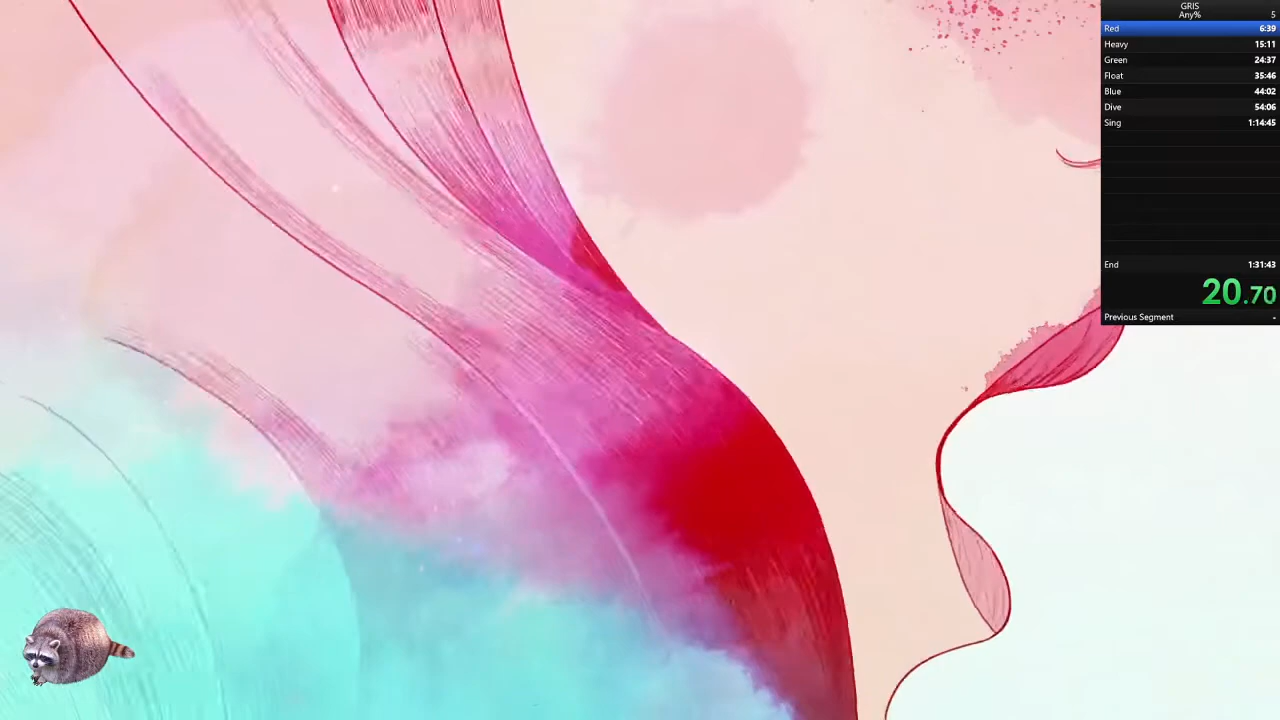 GRIS
Any% 5
Red 6:39
Heavy 15:11
Green 24:37
Float 35:46
Blue 44:02
Dive 54:06
Sing 1:14:45
End 1:31:43
20.70
Previous Segment -